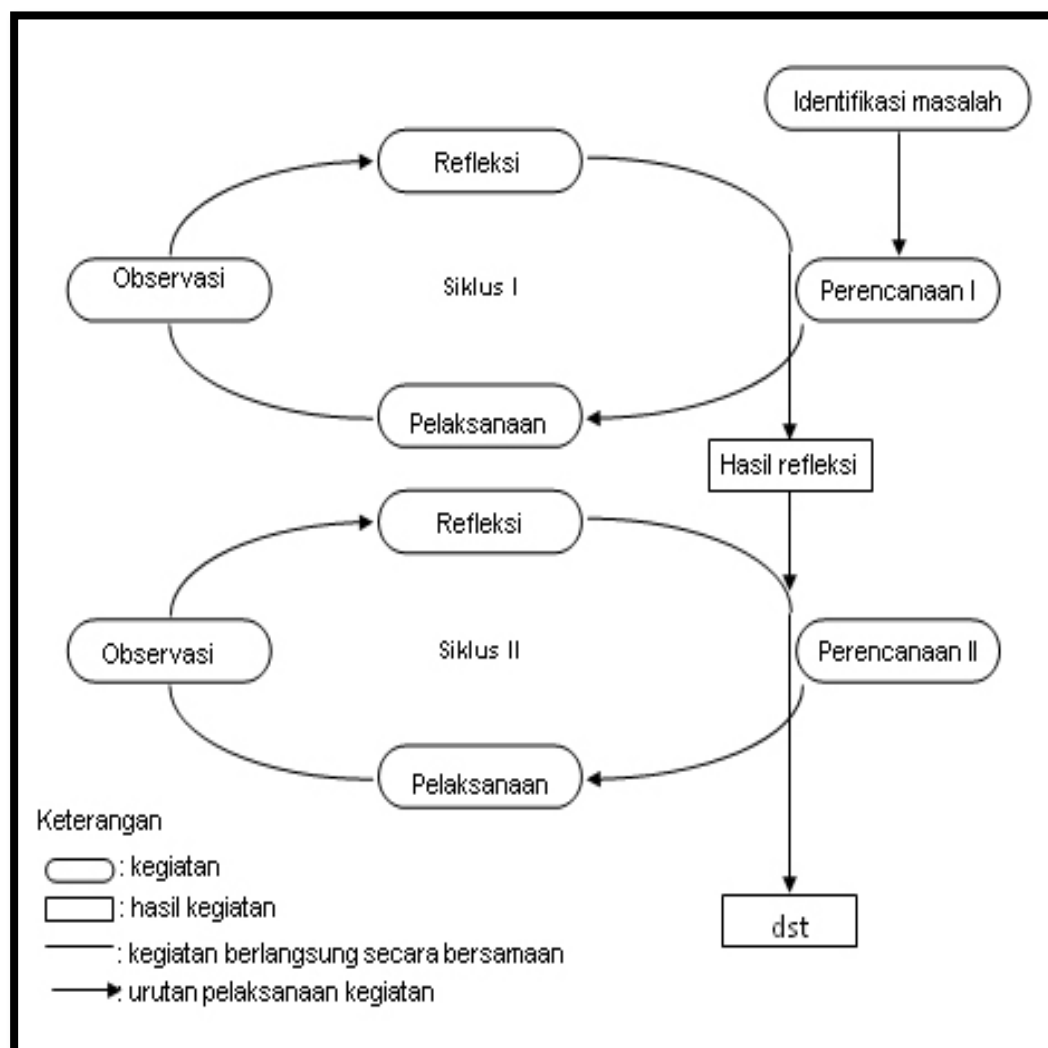 Identifikasi masalah
Refleksi
Observasi
Siklus I
Perencanaan I
Pelaksanaan
Hasil refleksi
Refleksi
Observasi
Siklus II
Perencanaan II
Pelaksanaan
Keterangan
: kegiatan
: hasil kegiatan
: kegiatan berlangsung secara bersamaan
: urutan pelaksanaan kegiatan
dst